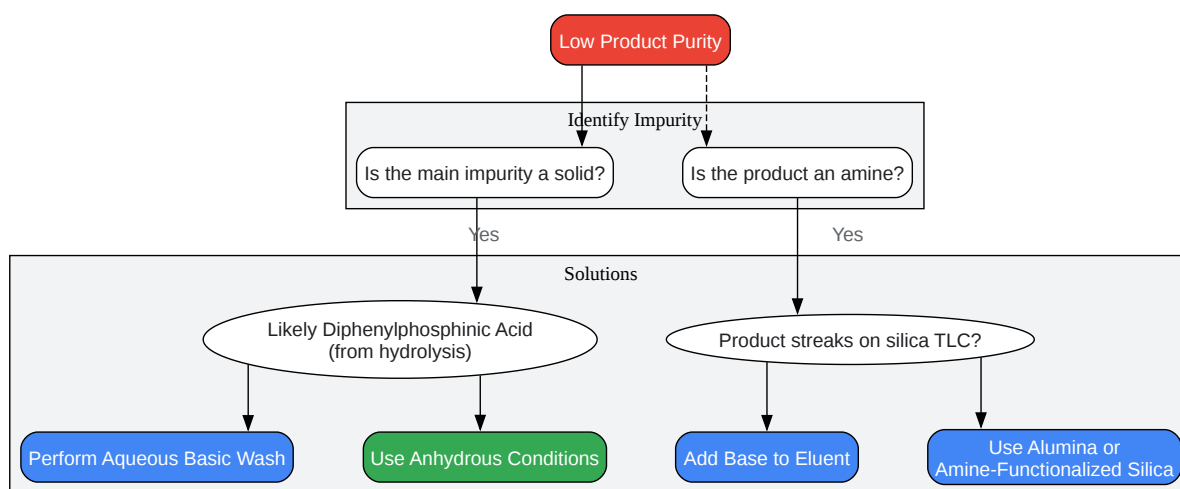 Low Product Purity
Identify Impurity
Is the main impurity a solid?
Is the product an amine?
Yes
Yes
Solutions
Likely Diphenylphosphinic Acid
(from hydrolysis)
Product streaks on silica TLC?
Perform Aqueous Basic Wash
Use Anhydrous Conditions
Add Base to Eluent
Use Alumina or
Amine-Functionalized Silica